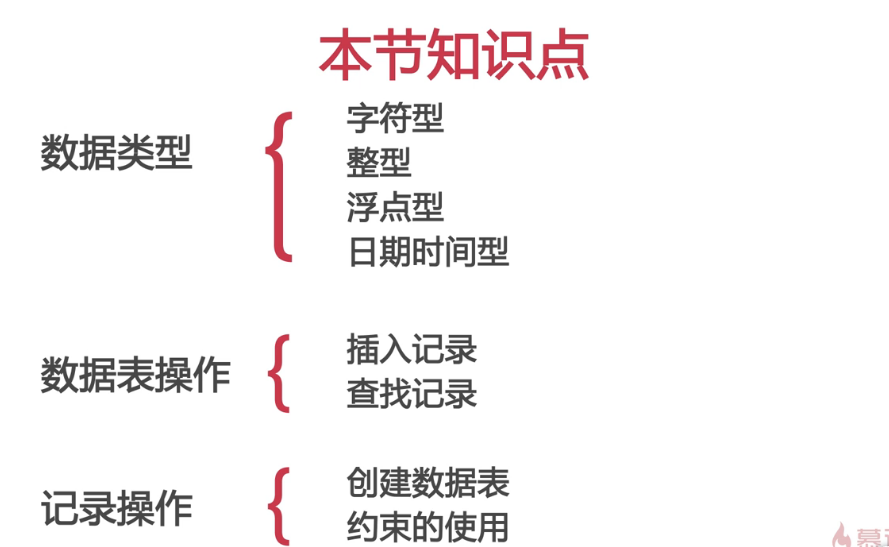 本节知识点
数据类型
字符型
整型
浮点型
日期时间型
数据表操作
插入记录
查找记录
记录操作
创建数据表
约束的使用